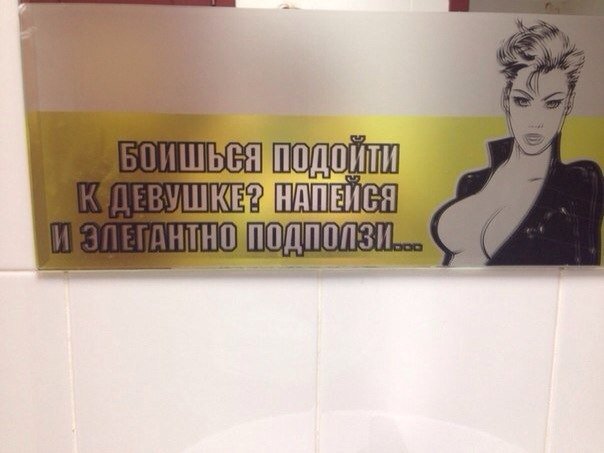 БОИШЬСЯ ПОДОЙТИ
К ДЕВУШКЕ? НАПЕЙСЯ
И ЭЛЕГАНТНО ПОДПОЛЗИ...